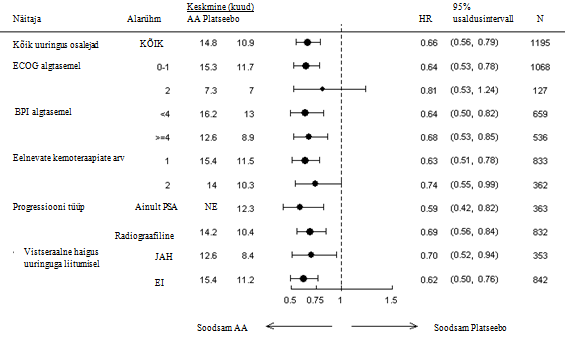 Keskmine (kuud) 95%
Näitaja Alarühm AA Platseebo HR usaldusintervall N
Kõik uuringus osalejad KÕIK 14.8 10.9 0.66 (0.56, 0.79) 1195
ECOG algtasemel 0-1 15.3 11.7 0.64 (0.53, 0.78) 1068
2 7.3 7 0.81 (0.53, 1.24) 127
BPI algtasemel <4 16.2 13 0.64 (0.50, 0.82) 659
>=4 12.6 8.9 0.68 (0.53, 0.85) 536
Eelnevate kemoteraapiate arv 1 15.4 11.5 0.63 (0.51, 0.78) 833
2 14 10.3 0.74 (0.55, 0.99) 362
Progressiooni tüüp Ainult PSA NE 12.3 0.59 (0.42, 0.82) 363
Radiograafiline 14.2 10.4 0.69 (0.56, 0.84) 832
Vistseraalne haigus
uuringuga liitumisel JAH 12.6 8.4 0.70 (0.52, 0.94) 353
EI 15.4 11.2 0.62 (0.50, 0.76) 842
0.5 0.75 1 1.5
Soodsam AA Soodsam Platseebo